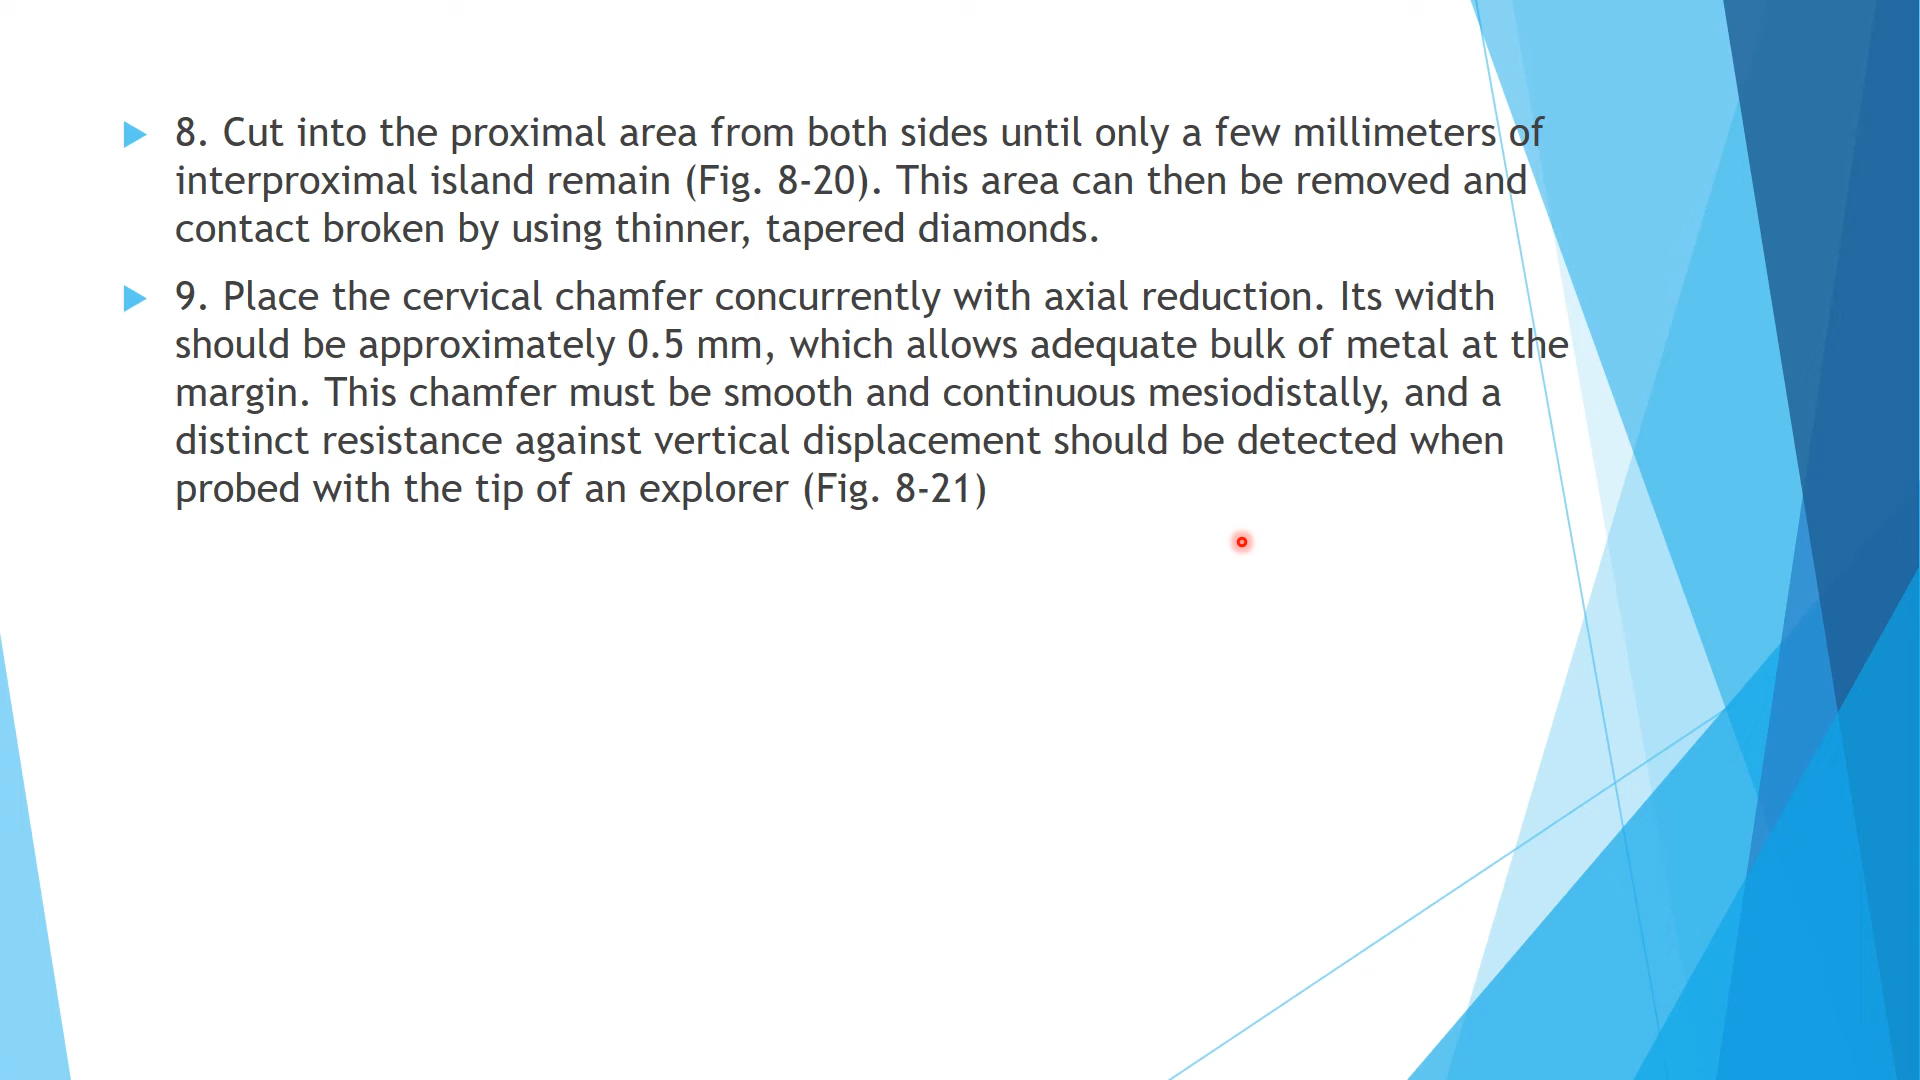 8. Cut into the proximal area from both sides until only a few millimeters of
interproximal island remain (Fig. 8-20). This area can then be removed and
contact broken by using thinner, tapered diamonds.
9. Place the cervical chamfer concurrently with axial reduction. Its width
should be approximately 0.5 mm, which allows adequate bulk of metal at the
margin. This chamfer must be smooth and continuous mesiodistally, and a
distinct resistance against vertical displacement should be detected when
probed with the tip of an explorer (Fig. 8-21)